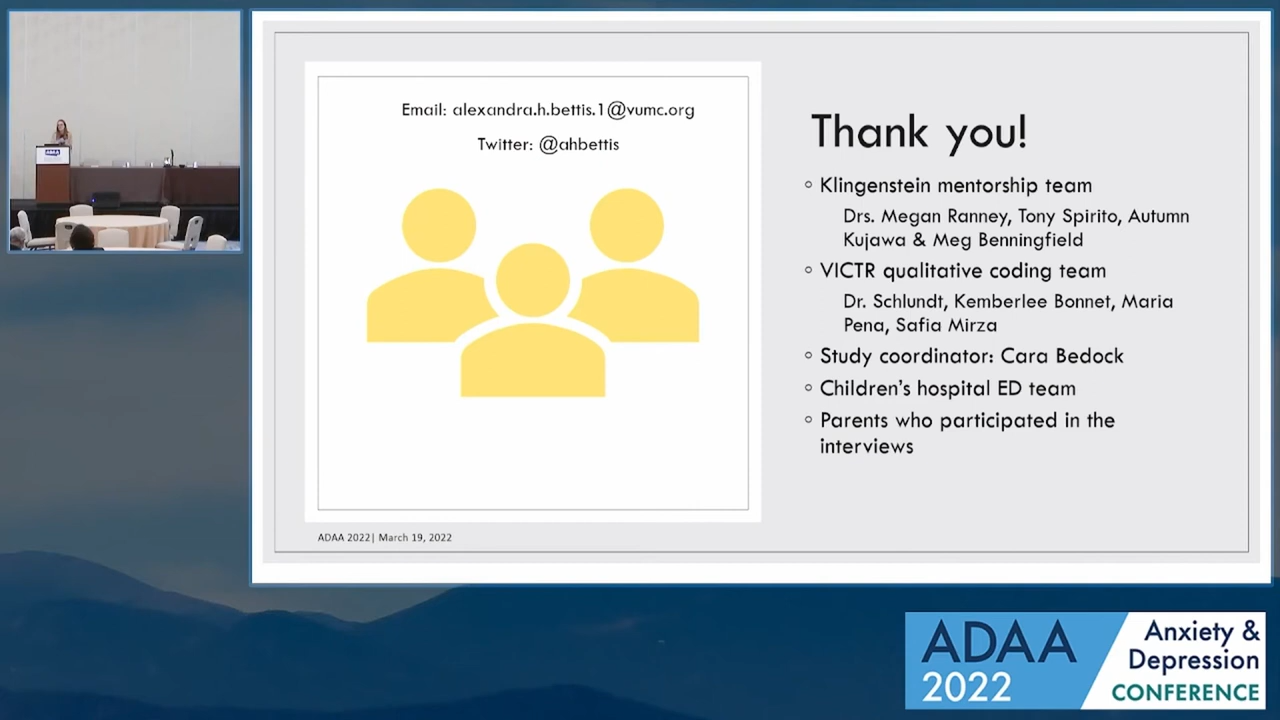 Email: alexandra.h.bettis.1@vumc.org
Twitter: @ahbettis
Thank you!
Klingenstein mentorship team
Drs. Megan Ranney, Tony Spirito, Autumn
Kujawa & Meg Benningfield
VICTR qualitative coding team
Dr. Schlundt, Kemberlee Bonnet, Maria
Pena, Safia Mirza
Study coordinator: Cara Bedock
Children's hospital ED team
Parents who participated in the
interviews
ADAA 2022| March 19, 2022
ADAA
2022
Anxiety &
Depression
CONFERENCE